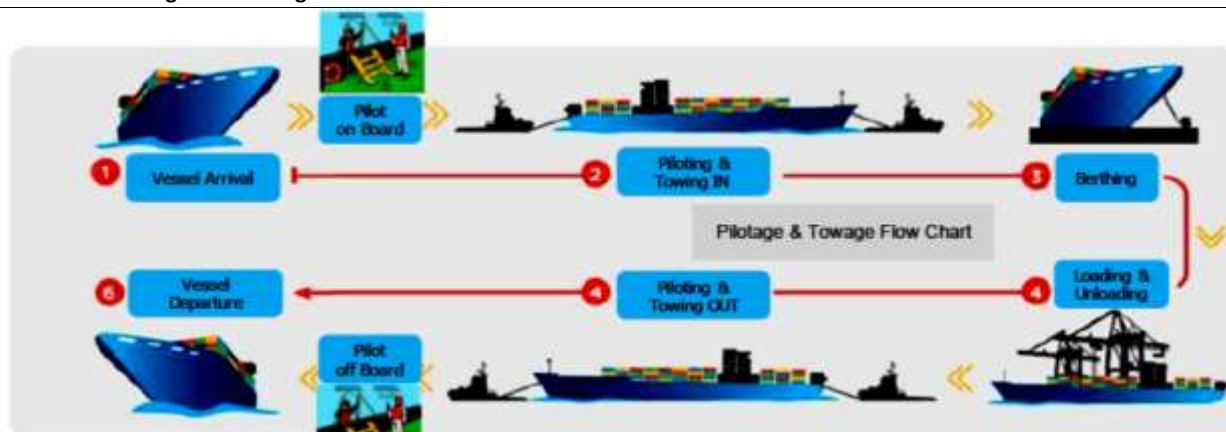 Pilot
on Board
1
Vessel Arrival
2
Piloting &
Towing IN
3
Berthing
Pilotage & Towage Flow Chart
6
Vessel
Departure
4
Piloting &
Towing OUT
4
Loading &
Unloading
Pilot
off Board